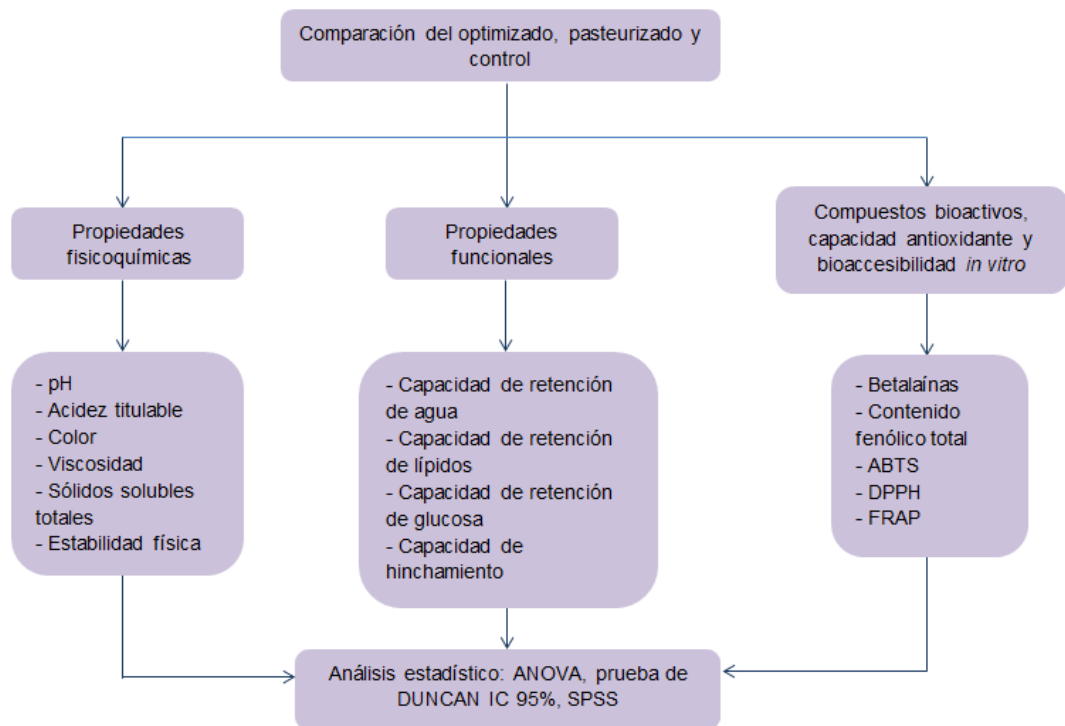 Comparación del optimizado, pasteurizado y
control
Propiedades
fisicoquímicas
Propiedades
funcionales
Compuestos bioactivos,
capacidad antioxidante y
bioaccesibilidad in vitro
- pH
- Acidez titulable
- Color
- Viscosidad
- Sólidos solubles
totales
- Estabilidad física
- Capacidad de retención
de agua
- Capacidad de retención
de lípidos
- Capacidad de retención
de glucosa
- Capacidad de
hinchamiento
- Betalaínas
- Contenido
fenólico total
- ABTS
- DPPH
- FRAP
Análisis estadístico: ANOVA, prueba de
DUNCAN IC 95%, SPSS